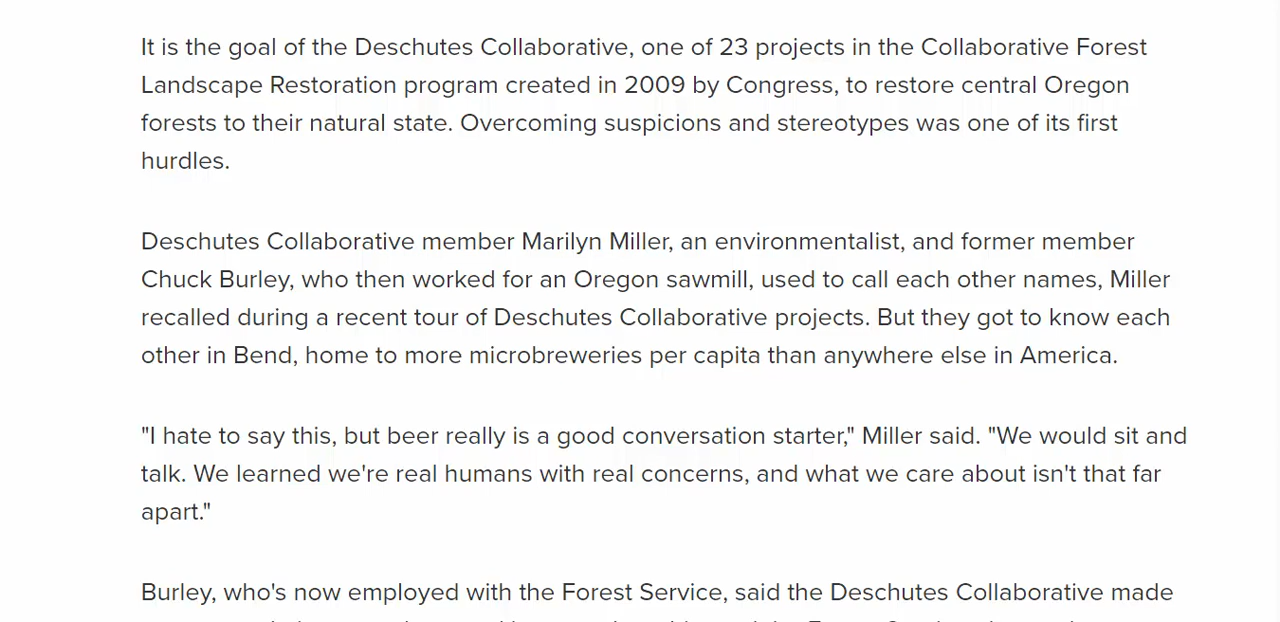 It is the goal of the Deschutes Collaborative, one of 23 projects in the Collaborative Forest
Landscape Restoration program created in 2009 by Congress, to restore central Oregon
forests to their natural state. Overcoming suspicions and stereotypes was one of its first
hurdles.
Deschutes Collaborative member Marilyn Miller, an environmentalist, and former member
Chuck Burley, who then worked for an Oregon sawmill, used to call each other names, Miller
recalled during a recent tour of Deschutes Collaborative projects. But they got to know each
other in Bend, home to more microbreweries per capita than anywhere else in America.
"I hate to say this, but beer really is a good conversation starter," Miller said. "We would sit and
talk. We learned we're real humans with real concerns, and what we care about isn't that far
apart."
Burley, who's now employed with the Forest Service, said the Deschutes Collaborative made